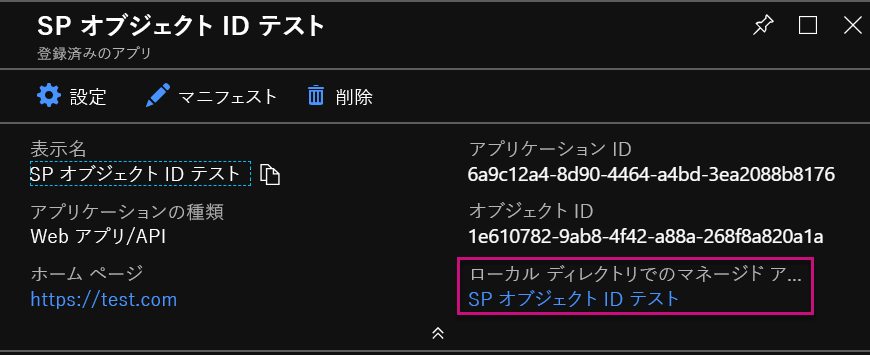 SP オブジェクト ID テスト
登録済みのアプリ
設定
マニフェスト
削除
表示名
SP オブジェクト ID テスト
アプリケーションの種類
Web アプリ/API
ホーム ページ
https://test.com
アプリケーション ID
6a9c12a4-8d90-4464-a4bd-3ea2088b8176
オブジェクト ID
1e610782-9ab8-4f42-a88a-268f8a820a1a
ローカル ディレクトリでのマネージド ア...
SP オブジェクト ID テスト